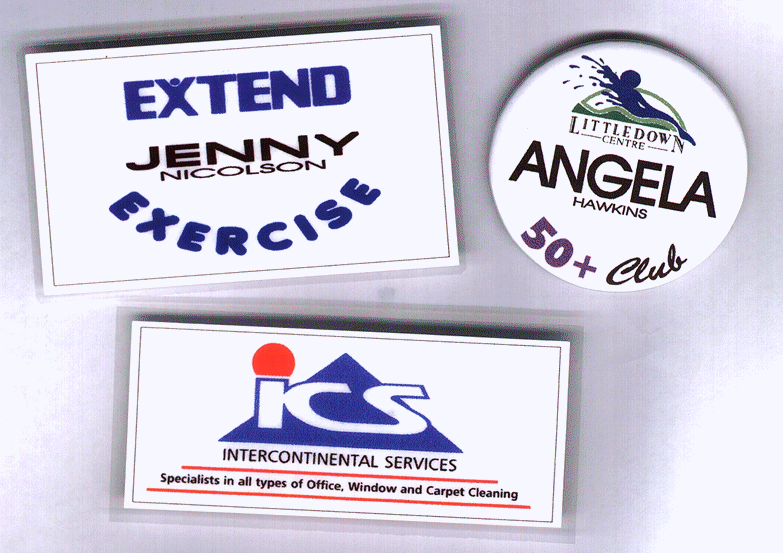 EXTEND
JENNY
NICOLSON
EXERCISE
LITTLEDOWN
CENTRE
ANGELA
HAWKINS
50+ Club
ics
INTERCONTINENTAL SERVICES
Specialists in all types of Office, Window and Carpet Cleaning